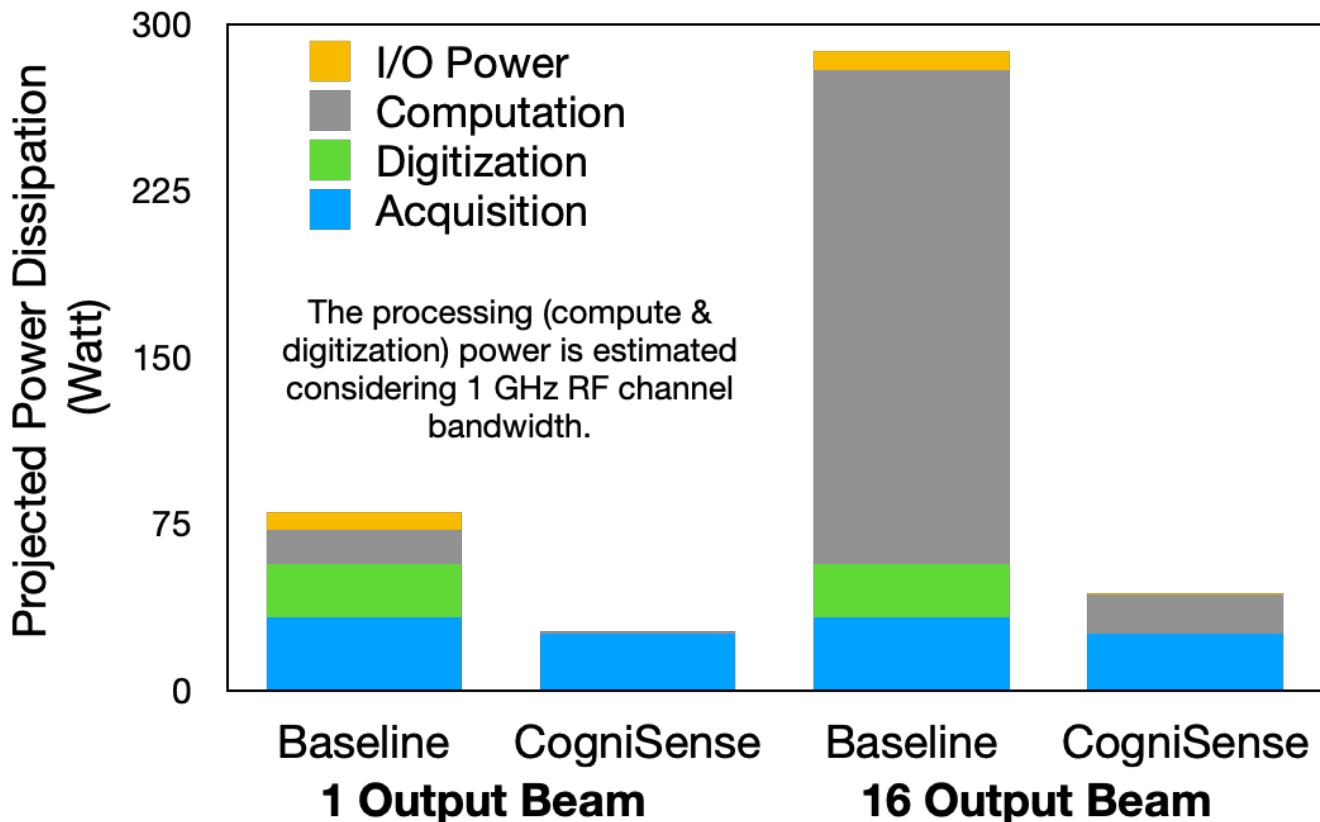 Projected Power Dissipation
(Watt)
300
225
150
75
0
I/O Power
Computation
Digitization
Acquisition
The processing (compute &
digitization) power is estimated
considering 1 GHz RF channel
bandwidth.
Baseline CogniSense Baseline CogniSense
1 Output Beam 16 Output Beam